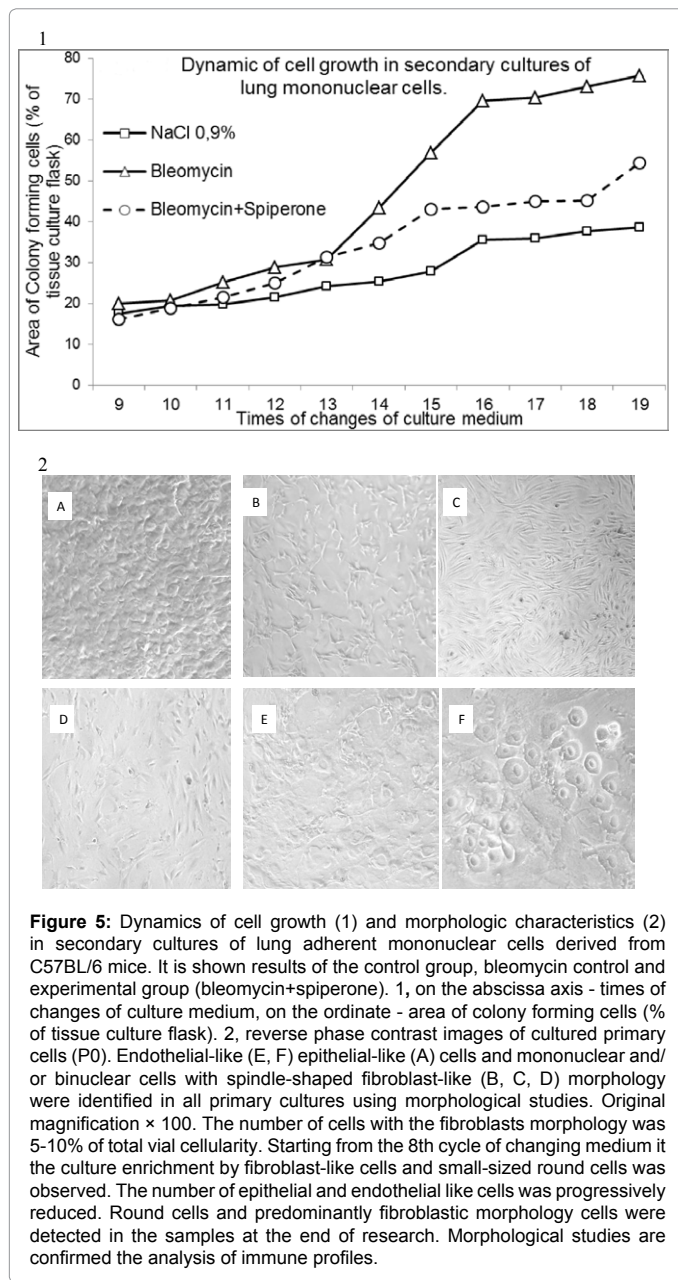 1
Dynamic of cell growth in secondary cultures of
lung mononuclear cells.
Area of Colony forming cells (% of
tissue culture flask)
80
70
60
50
40
30
20
10
0
NaCl 0,9%
Bleomycin
Bleomycin+Spiperone
9 10 11 12 13 14 15 16 17 18 19
Times of changes of culture medium
2
A
B
C
D
E
F
Figure 5: Dynamics of cell growth (1) and morphologic characteristics (2)
in secondary cultures of lung adherent mononuclear cells derived from
C57BL/6 mice. It is shown results of the control group, bleomycin control and
experimental group (bleomycin+spiperone). 1, on the abscissa axis - times of
changes of culture medium, on the ordinate - area of colony forming cells (%
of tissue culture flask). 2, reverse phase contrast images of cultured primary
cells (P0). Endothelial-like (E, F) epithelial-like (A) cells and mononuclear and/
or binuclear cells with spindle-shaped fibroblast-like (B, C, D) morphology
were identified in all primary cultures using morphological studies. Original
magnification × 100. The number of cells with the fibroblasts morphology was
5-10% of total vial cellularity. Starting from the 8th cycle of changing medium it
the culture enrichment by fibroblast-like cells and small-sized round cells was
observed. The number of epithelial and endothelial like cells was progressively
reduced. Round cells and predominantly fibroblastic morphology cells were
detected in the samples at the end of research. Morphological studies are
confirmed the analysis of immune profiles.